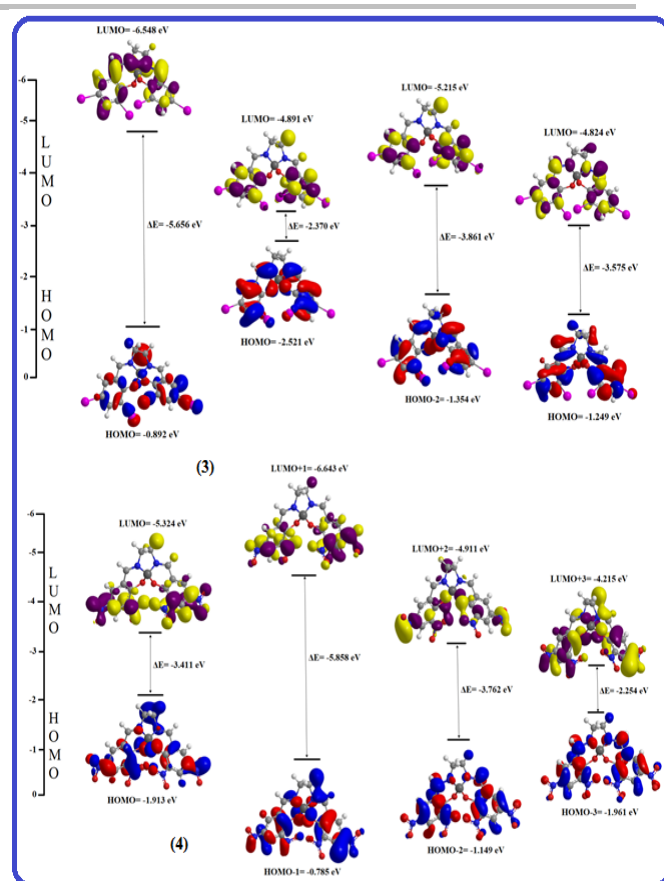 LUMO= -6.548 eV
LUMO= -4.891 eV
LUMO= -5.215 eV
LUMO= -4.824 eV
-6
-5
-4
-3
-2
-1
0
L
U
M
O
H
O
M
O
ΔE= -5.656 eV
ΔE= -2.370 eV
ΔE= -3.861 eV
ΔE= -3.575 eV
HOMO= -0.892 eV
HOMO= -2.521 eV
HOMO-2= -1.354 eV
HOMO= -1.249 eV
(3)
LUMO= -5.324 eV
LUMO+1= -6.643 eV
LUMO+2= -4.911 eV
LUMO+3= -4.215 eV
-6
-5
-4
-3
-2
-1
0
L
U
M
O
H
O
M
O
ΔE= -3.411 eV
ΔE= -5.858 eV
ΔE= -3.762 eV
ΔE= -2.254 eV
HOMO= -1.913 eV
HOMO-1= -0.785 eV
HOMO-2= -1.149 eV
HOMO-3= -1.961 eV
(4)